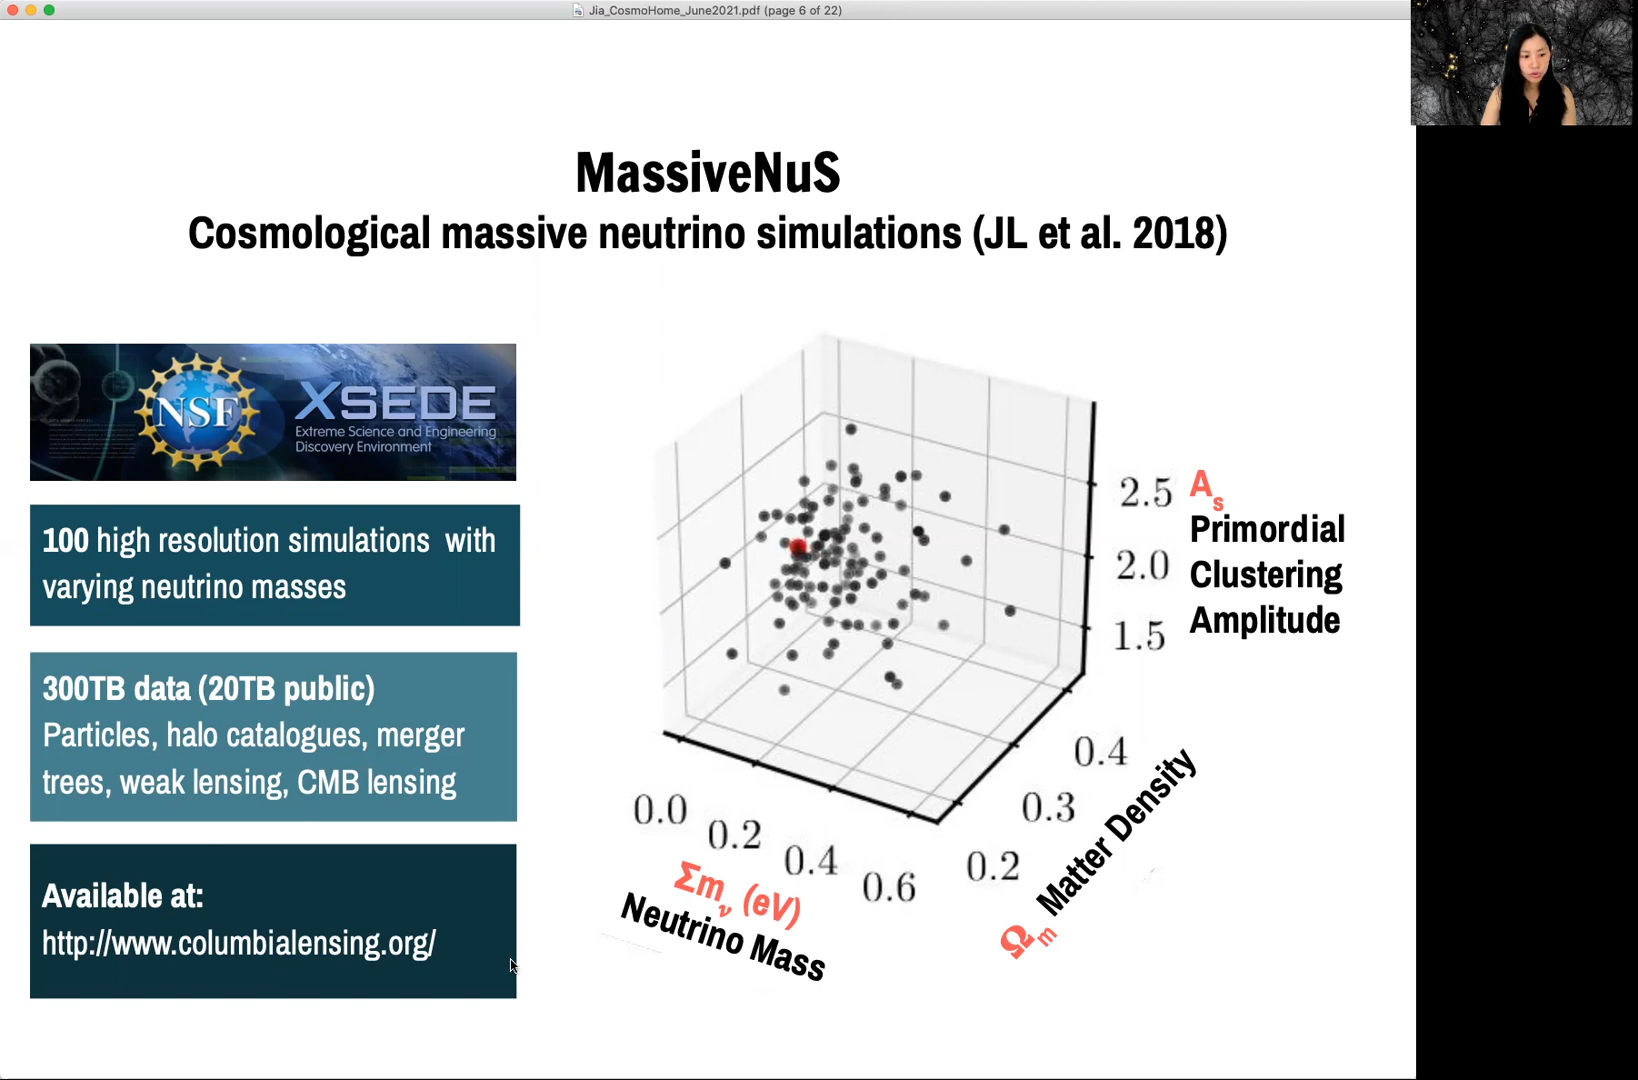 Jia_CosmoHome_June2021.pdf (page 6 of 22)
MassiveNuS
Cosmological massive neutrino simulations (JL et al. 2018)
NSF
XSEDE
Extreme Science and Engineering
Discovery Environment
100 high resolution simulations with
varying neutrino masses
300TB data (20TB public)
Particles, halo catalogues, merger
trees, weak lensing, CMB lensing
Available at:
http://www.columbialensing.org/
2.5
2.0
1.5
As
Primordial
Clustering
Amplitude
0.4
0.3
0.2
Ωm Matter Density
0.0
0.2
0.4
0.6
Σmν (eV)
Neutrino Mass